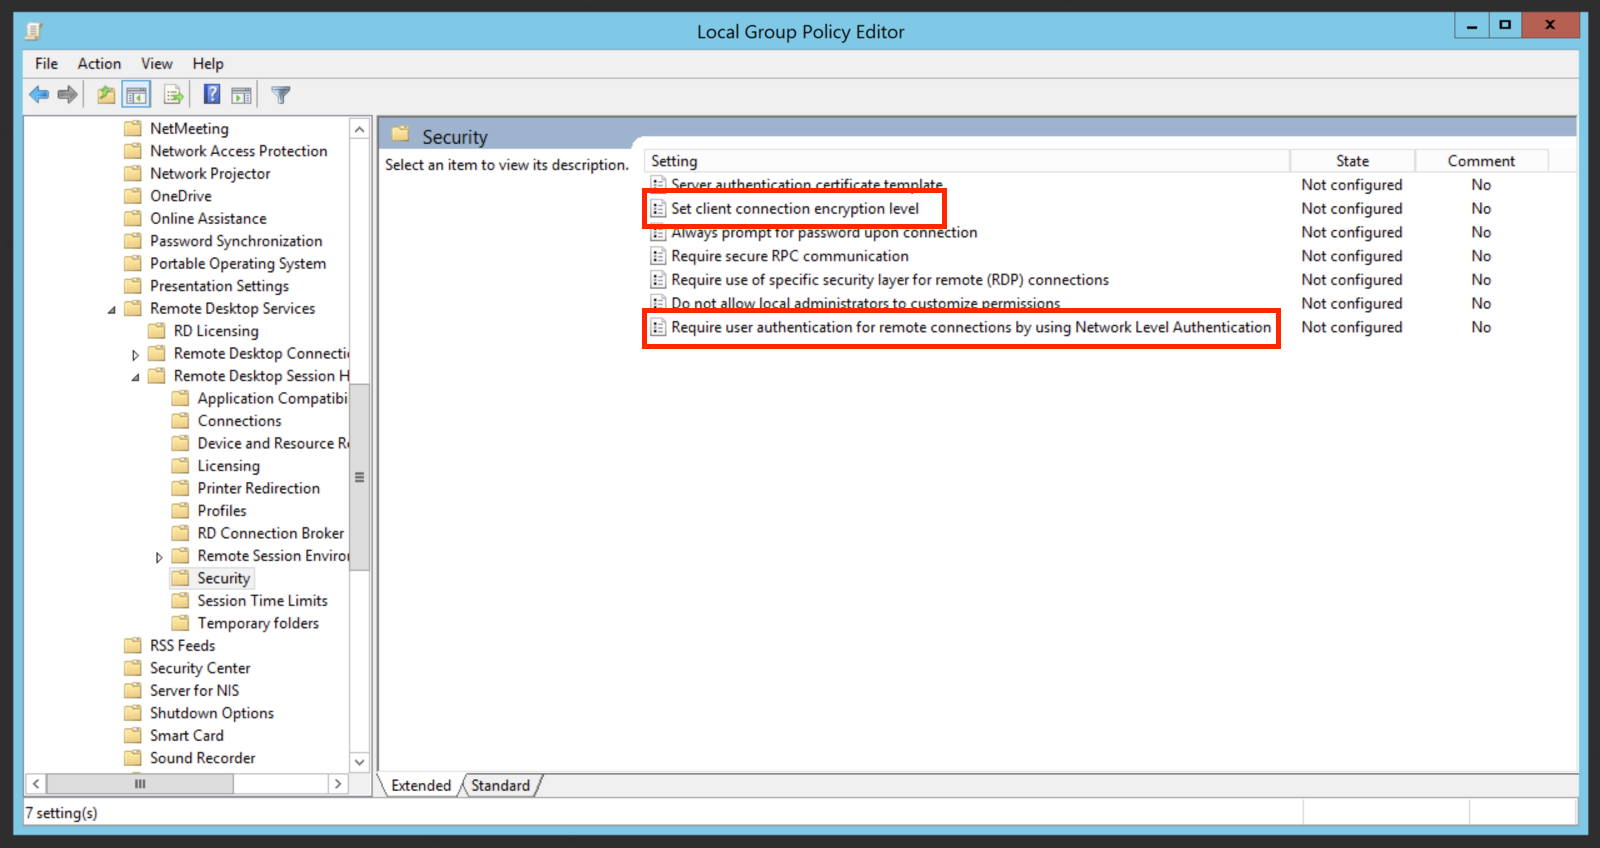 Local Group Policy Editor
File Action View Help
NetMeeting
Network Access Protection
Network Projector
OneDrive
Online Assistance
Password Synchronization
Portable Operating System
Presentation Settings
Remote Desktop Services
RD Licensing
Remote Desktop Connecti
Remote Desktop Session H
Application Compatibi
Connections
Device and Resource R
Licensing
Printer Redirection
Profiles
RD Connection Broker
Remote Session Enviro
Security
Session Time Limits
Temporary folders
RSS Feeds
Security Center
Server for NIS
Shutdown Options
Smart Card
Sound Recorder
Security
Select an item to view its description.
Setting State Comment
Server authentication certificate template Not configured No
Set client connection encryption level Not configured No
Always prompt for password upon connection Not configured No
Require secure RPC communication Not configured No
Require use of specific security layer for remote (RDP) connections Not configured No
Do not allow local administrators to customize permissions Not configured No
Require user authentication for remote connections by using Network Level Authentication Not configured No
Extended Standard
7 setting(s)